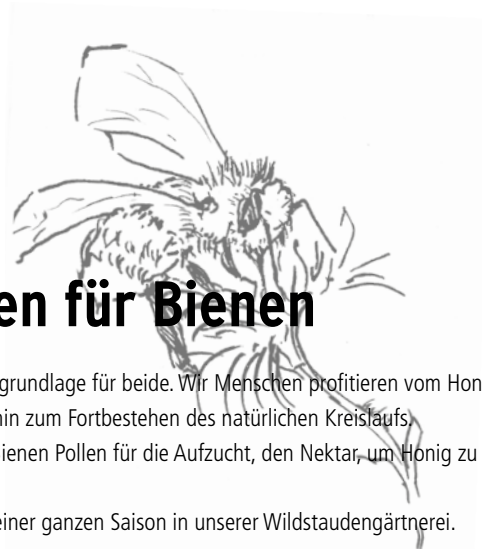 en für Bienen
grundlage für beide. Wir Menschen profitieren vom Hon
hin zum Fortbestehen des natürlichen Kreislaufs.
ienen Pollen für die Aufzucht, den Nektar, um Honig zu
einer ganzen Saison in unserer Wildstaudengärtnerei.